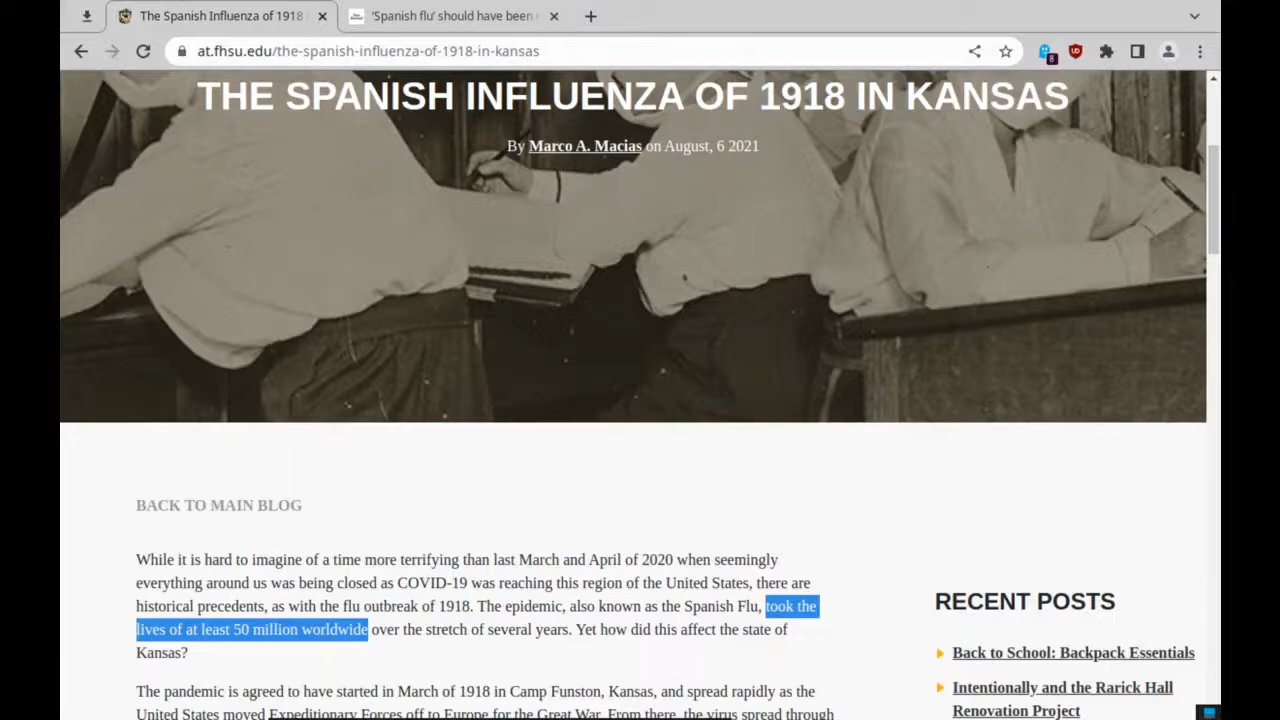 The Spanish Influenza of 1918
'Spanish flu' should have been
at.fhsu.edu/the-spanish-influenza-of-1918-in-kansas
8
THE SPANISH INFLUENZA OF 1918 IN KANSAS
By Marco A. Macias on August, 6 2021
BACK TO MAIN BLOG
While it is hard to imagine of a time more terrifying than last March and April of 2020 when seemingly
everything around us was being closed as COVID-19 was reaching this region of the United States, there are
historical precedents, as with the flu outbreak of 1918. The epidemic, also known as the Spanish Flu, took the
lives of at least 50 million worldwide over the stretch of several years. Yet how did this affect the state of
Kansas?
The pandemic is agreed to have started in March of 1918 in Camp Funston, Kansas, and spread rapidly as the
United States moved Expeditionary Forces off to Europe for the Great War. From there, the virus spread through
RECENT POSTS
Back to School: Backpack Essentials
Intentionally and the Rarick Hall
Renovation Project